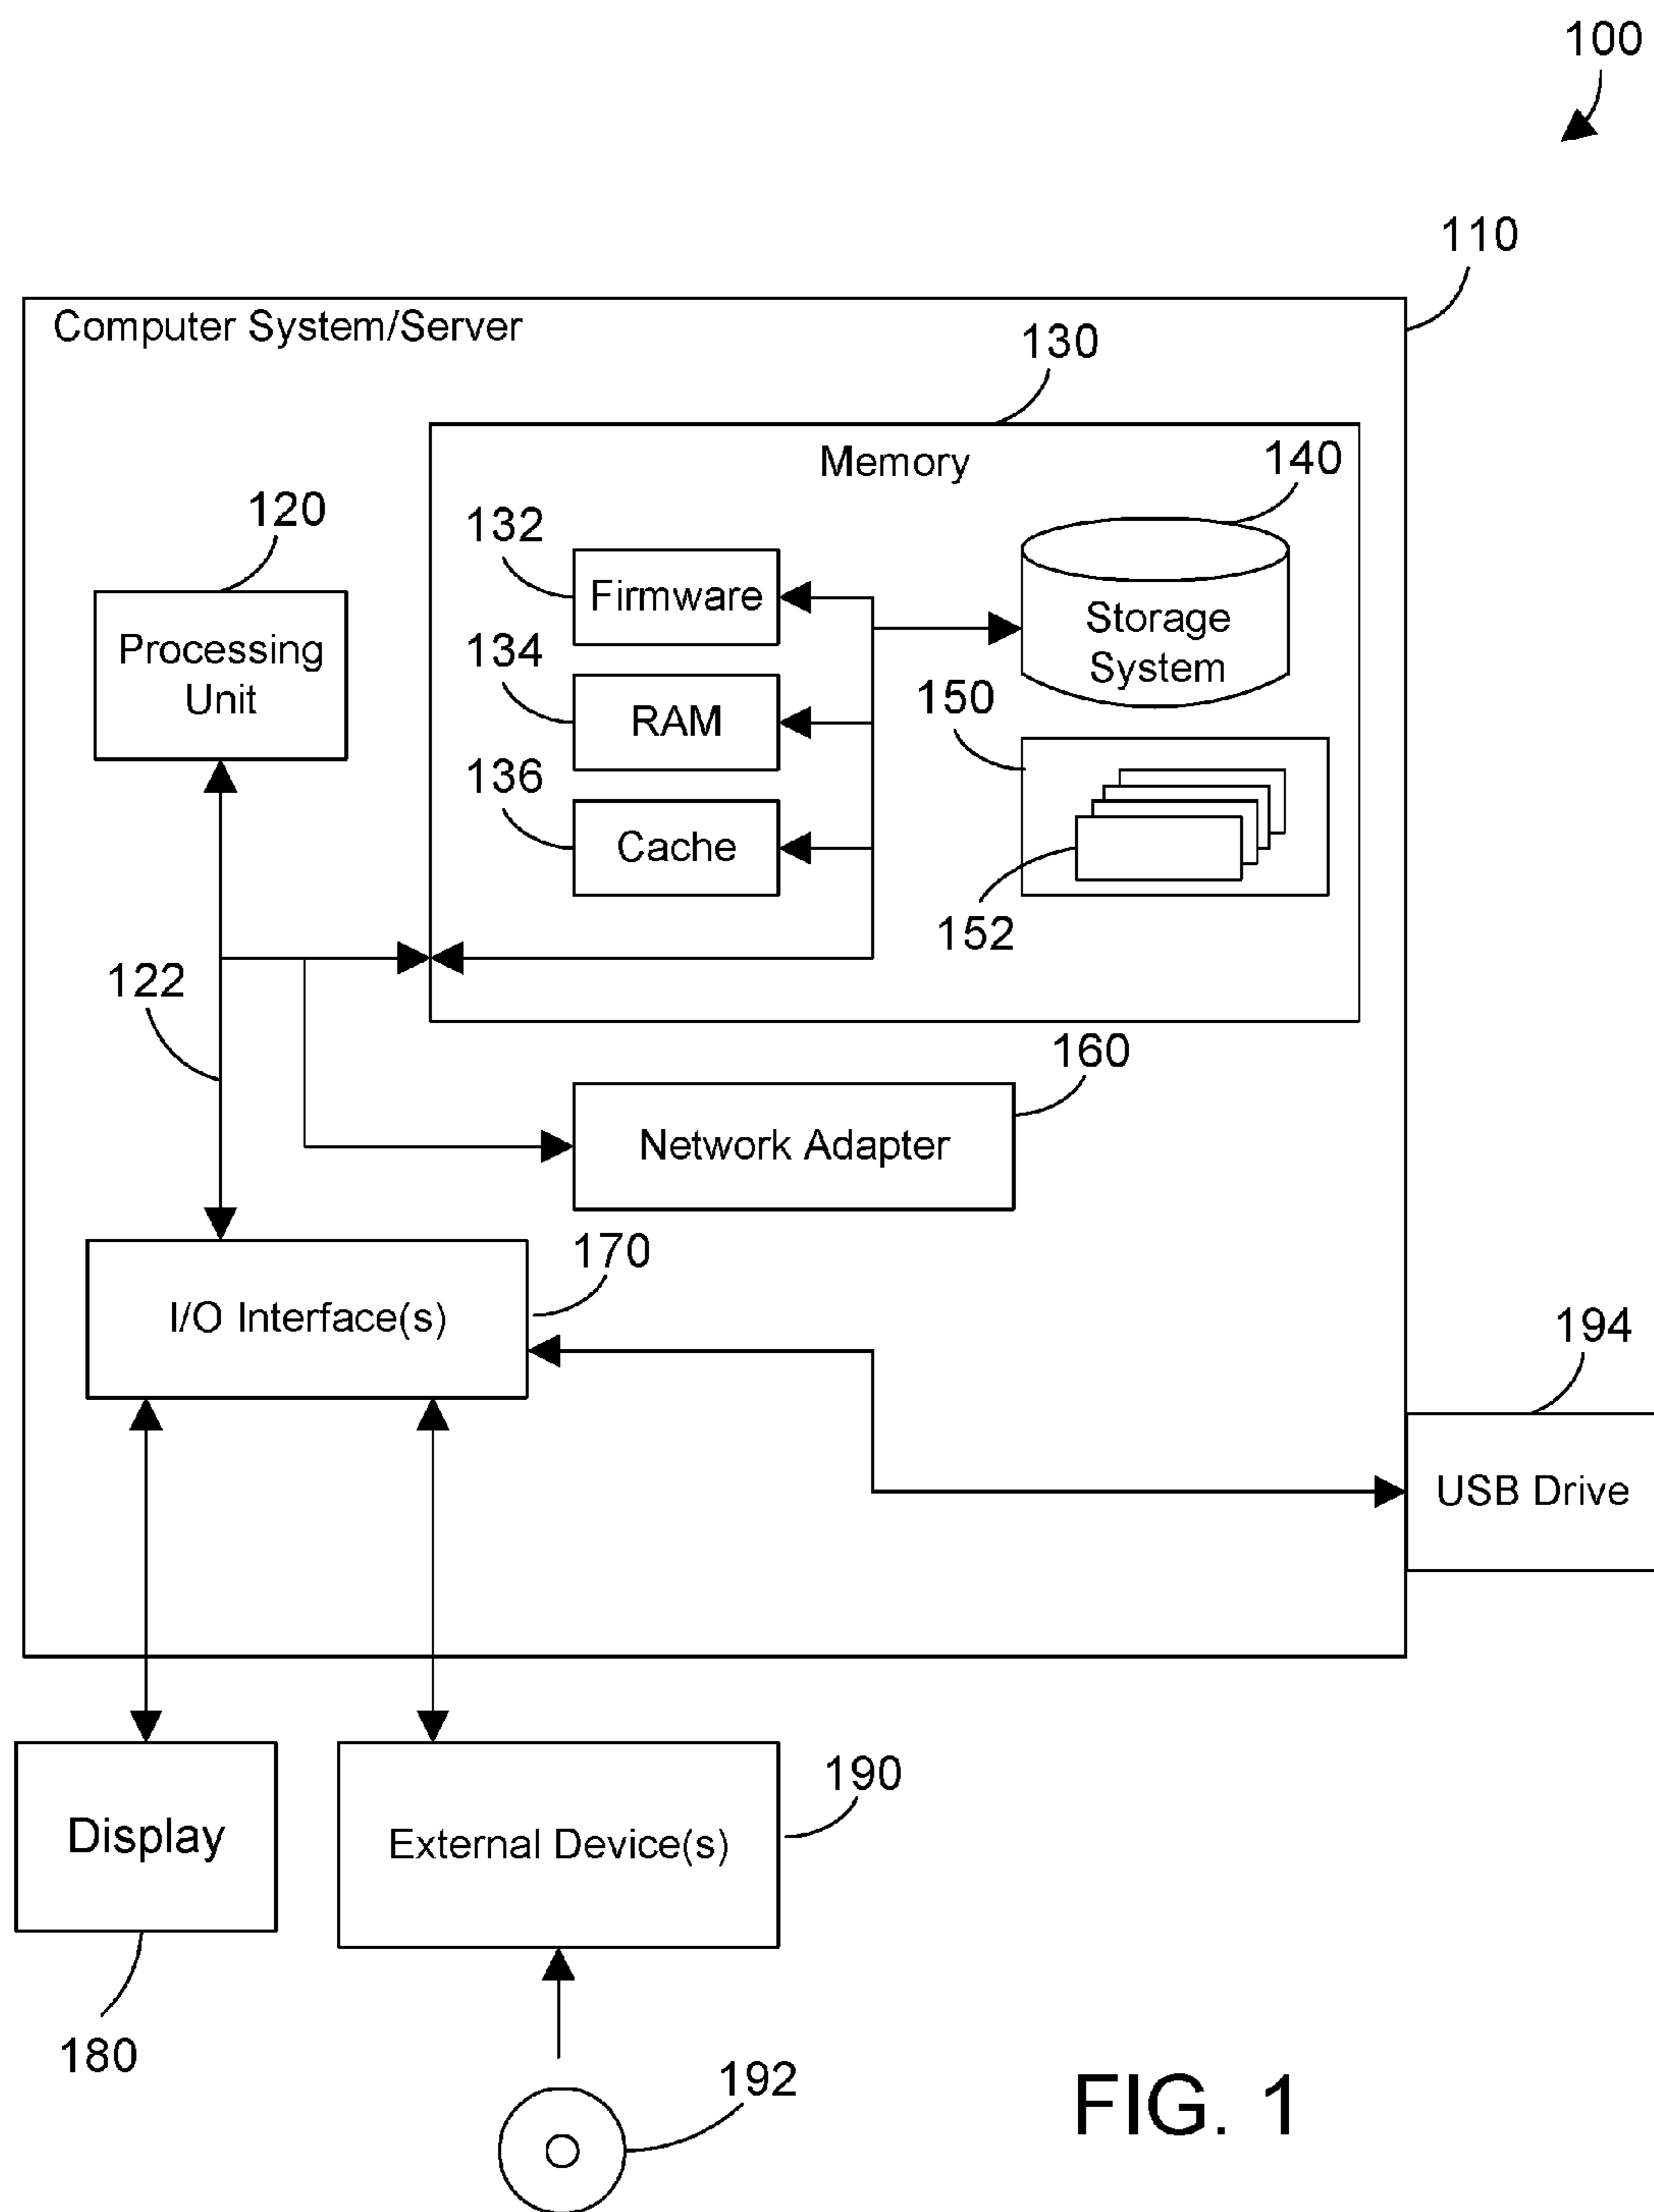 100
110
Computer System/Server
130
Memory
140
120
132
Firmware
Processing
Unit
Storage
System
134
RAM
150
136
Cache
152
122
160
Network Adapter
170
I/O Interface(s)
194
USB Drive
190
Display
External Device(s)
180
192
FIG. 1